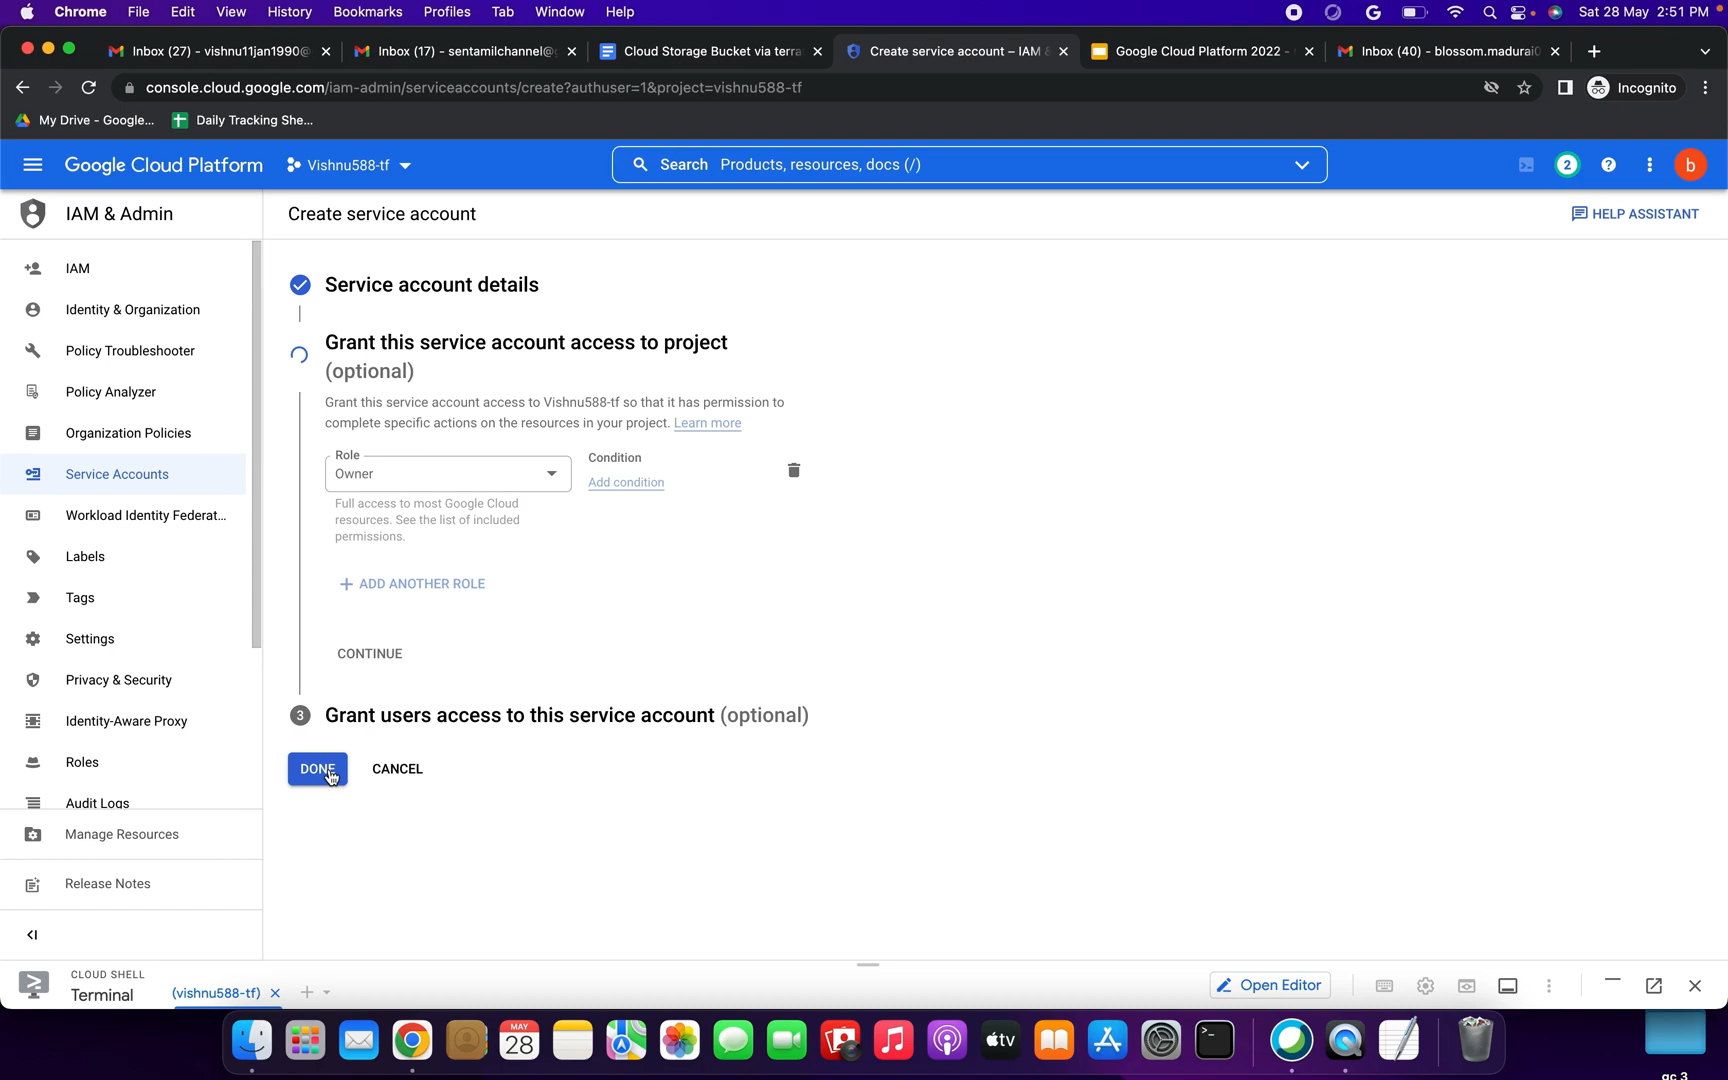 Chrome File Edit View History Bookmarks Profiles Tab Window Help Sat 28 May 2:51 PM
Inbox (27) - vishnu11jan1990@ Inbox (17) - sentamilchannel@ Cloud Storage Bucket via terra Create service account – IAM & Google Cloud Platform 2022 - Inbox (40) - blossom.madurai
console.cloud.google.com/iam-admin/serviceaccounts/create?authuser=1&project=vishnu588-tf Incognito
My Drive - Google... Daily Tracking She...
Google Cloud Platform Vishnu588-tf Search Products, resources, docs (/) 2 b
IAM & Admin
Create service account
HELP ASSISTANT
IAM
Identity & Organization
Policy Troubleshooter
Policy Analyzer
Organization Policies
Service Accounts
Workload Identity Federat...
Labels
Tags
Settings
Privacy & Security
Identity-Aware Proxy
Roles
Audit Logs
Manage Resources
Release Notes
Service account details
Grant this service account access to project
(optional)
Grant this service account access to Vishnu588-tf so that it has permission to
complete specific actions on the resources in your project. Learn more
Role
Owner
Condition
Add condition
Full access to most Google Cloud
resources. See the list of included
permissions.
ADD ANOTHER ROLE
CONTINUE
3 Grant users access to this service account (optional)
DONE CANCEL
CLOUD SHELL
Terminal (vishnu588-tf) Open Editor
MAY
28
tv
gc 3